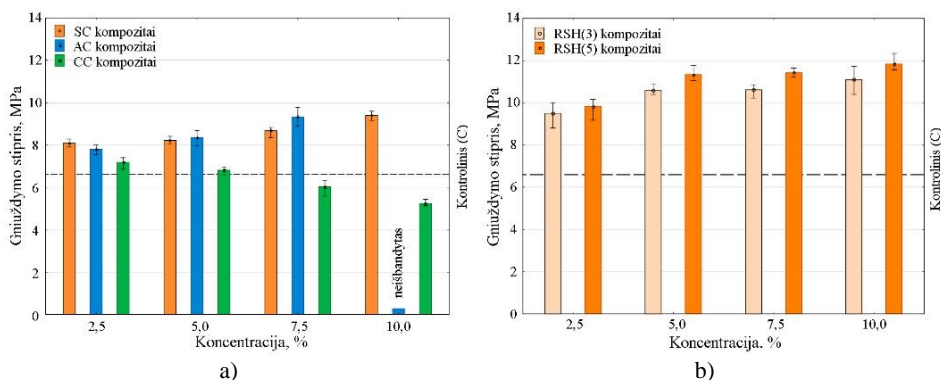 14
12
10
8
6
4
2
0
Gniuždymo stipris, MPa
SC kompozitai
AC kompozitai
CC kompozitai
neišbandytas
Kontrolinis (C)
2,5 5,0 7,5 10,0
Koncentracija, %
a)
14
12
10
8
6
4
2
0
Gniuždymo stipris, MPa
RSH(3) kompozitai
RSH(5) kompozitai
Kontrolinis (C)
2,5 5,0 7,5 10,0
Koncentracija. %
b)